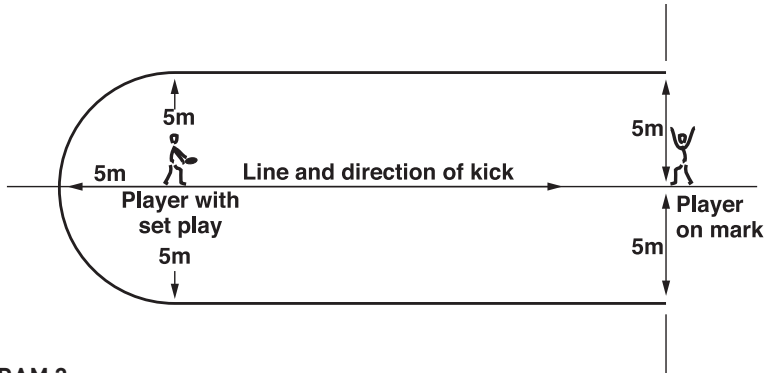 5m
5m
5m
Line and direction of kick
Player with
set play
Player
on mark
5m
5m